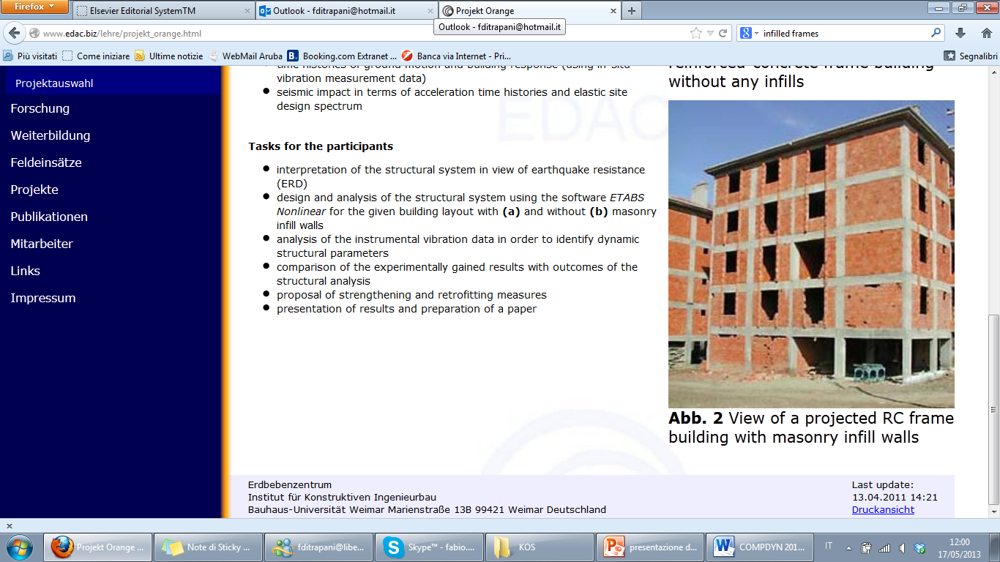 Firefox
Elsevier Editorial SystemTM
Outlook - fditrapani@hotmail.it
Projekt Orange
Outlook - fditrapani@hotmail.it
www.edac.biz/lehre/projekt_orange.html
infilled frames
Più visitati
Come iniziare
Ultime notizie
WebMail Aruba
Booking.com Extranet ...
Banca via Internet - Pri...
Segnalibri
Projektauswahl
Forschung
Weiterbildung
Feldeinsätze
Projekte
Publikationen
Mitarbeiter
Links
Impressum
time histories of ground motion and building response (using in-situ
vibration measurement data)
seismic impact in terms of acceleration time histories and elastic site
design spectrum
EDAC
Tasks for the participants
interpretation of the structural system in view of earthquake resistance
(ERD)
design and analysis of the structural system using the software ETABS
Nonlinear for the given building layout with (a) and without (b) masonry
infill walls
analysis of the instrumental vibration data in order to identify dynamic
structural parameters
comparison of the experimentally gained results with outcomes of the
structural analysis
proposal of strengthening and retrofitting measures
presentation of results and preparation of a paper
reinforced-concrete frame building
without any infills
Abb. 2 View of a projected RC frame
building with masonry infill walls
Erdbebenzentrum
Institut für Konstruktiven Ingenieurbau
Bauhaus-Universität Weimar Marienstraße 13B 99421 Weimar Deutschland
Last update:
13.04.2011 14:21
Druckansicht
Projekt Orange ...
Note di Sticky ...
fditrapani@libe...
Skype™ - fabio....
KOS
presentazione d...
COMPDYN 201...
IT
12:00
17/05/2013